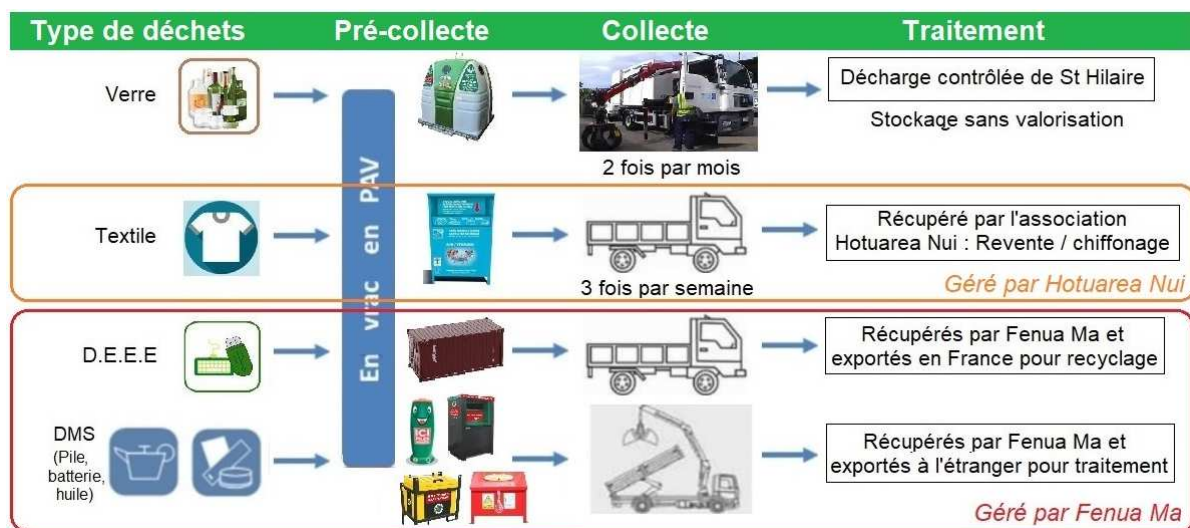 Type de déchets Pré-collecte Collecte Traitement
Verre
Décharge contrôlée de St Hilaire
Stockage sans valorisation
2 fois par mois
En vrac en PAV
Textile
Récupéré par l'association
Hotuarea Nui : Revente / chiffonage
3 fois par semaine
Géré par Hotuarea Nui
D.E.E.E
Récupérés par Fenua Ma et
exportés en France pour recyclage
DMS
(Pile,
batterie,
huile)
ICI
Récupérés par Fenua Ma et
exportés à l'étranger pour traitement
Géré par Fenua Ma